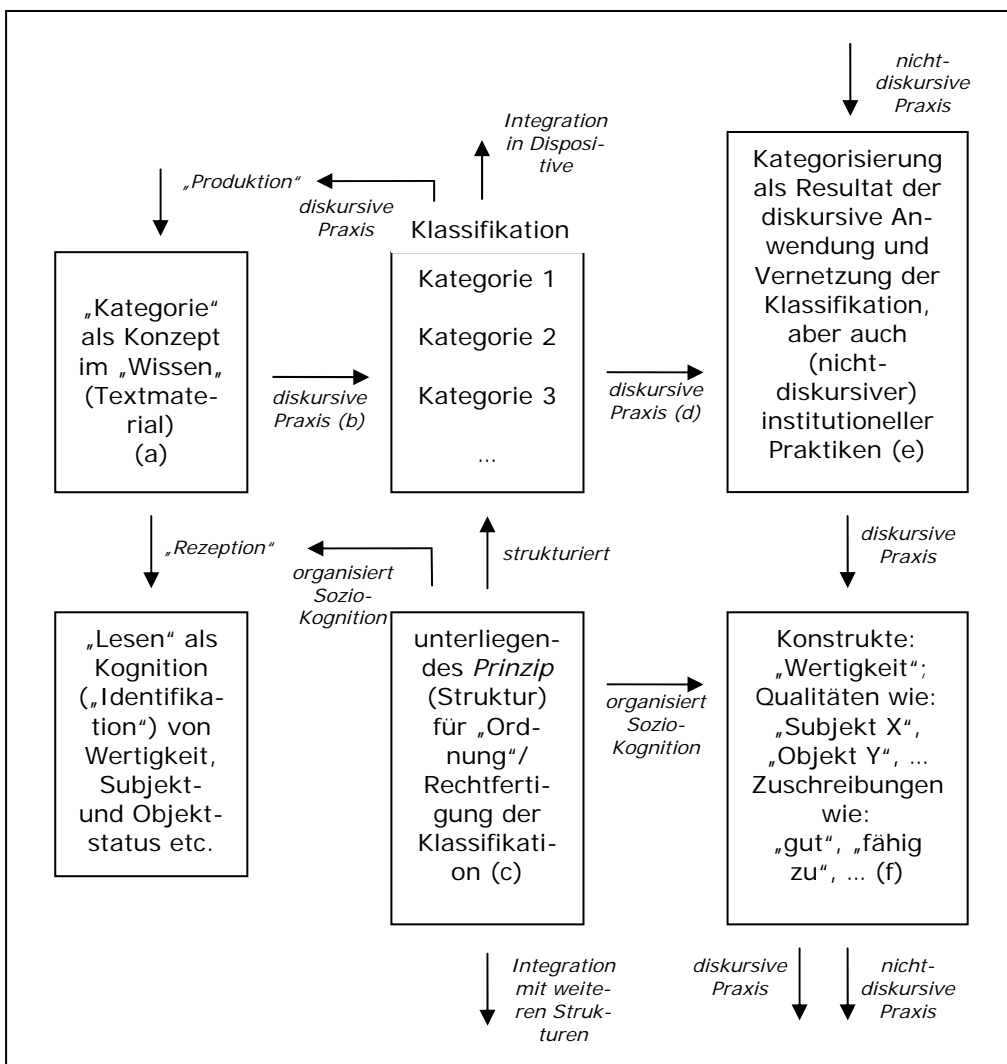 nicht-
diskursive
Praxis
Integration
in Disposi-
tive
„Produktion“
diskursive
Praxis
Klassifikation
Kategorie 1
Kategorie 2
Kategorie 3
...
„Kategorie“
als Konzept
im „Wissen„
(Textmate-
rial)
(a)
diskursive
Praxis (b)
diskursive
Praxis (d)
Kategorisierung
als Resultat der
diskursive An-
wendung und
Vernetzung der
Klassifikation,
aber auch
(nicht-
diskursiver)
institutioneller
Praktiken (e)
„Rezeption“
organisiert
Sozio-
Kognition
strukturiert
diskursive
Praxis
„Lesen“ als
Kognition
(„Identifika-
tion“) von
Wertigkeit,
Subjekt-
und Objekt-
status etc.
unterliegen-
des Prinzip
(Struktur)
für „Ord-
nung“/
Rechtferti-
gung der
Klassifikati-
on (c)
organisiert
Sozio-
Kognition
Konstrukte:
„Wertigkeit“;
Qualitäten wie:
„Subjekt X“,
„Objekt Y“, ...
Zuschreibungen
wie:
„gut“, „fähig
zu“, ... (f)
Integration
mit weite-
ren Struk-
turen
diskursive
Praxis
nicht-
diskursive
Praxis